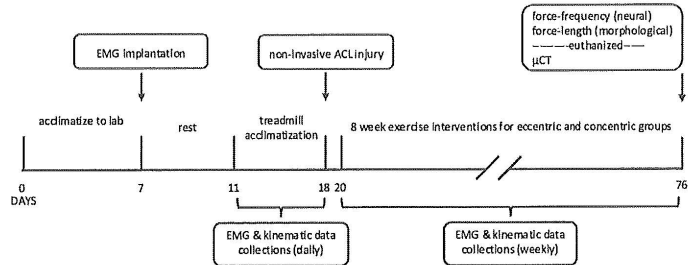 force-frequency (neural)
force-length (morphological)
-------euthanized-----
µCT
EMG implantation
non-invasive ACL injury
acclimatize to lab
rest
treadmill
acclimatization
8 week exercise interventions for eccentric and concentric groups
0
7
11
18
20
76
DAYS
EMG & kinematic data
collections (daily)
EMG & kinematic data
collections (weekly)